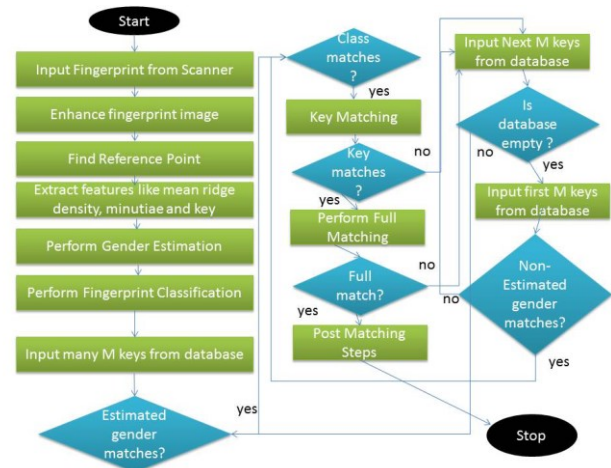 Start
Input Fingerprint from Scanner
Enhance fingerprint image
Find Reference Point
Extract features like mean ridge
density, minutiae and key
Perform Gender Estimation
Perform Fingerprint Classification
Input many M keys from database
Estimated
gender
matches?
yes
Class
matches
?
yes
Key Matching
Key
matches
?
no
yes
Perform Full
Matching
Full
match?
no
yes
Post Matching
Steps
Input Next M keys
from database
Is
database
empty ?
no
yes
Input first M keys
from database
Non-
Estimated
gender
matches?
no
yes
Stop